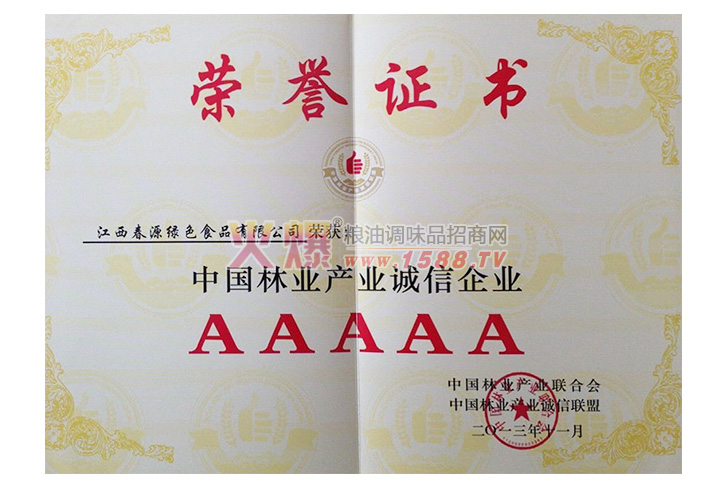 荣誉证书
江西春源绿色食品有限公司 荣获
火爆®粮油调味品招商网
www.1588.TV
中国林业产业诚信企业
AAAAA
中国林业产业联合会
中国林业产业诚信联盟
二〇一三年十一月